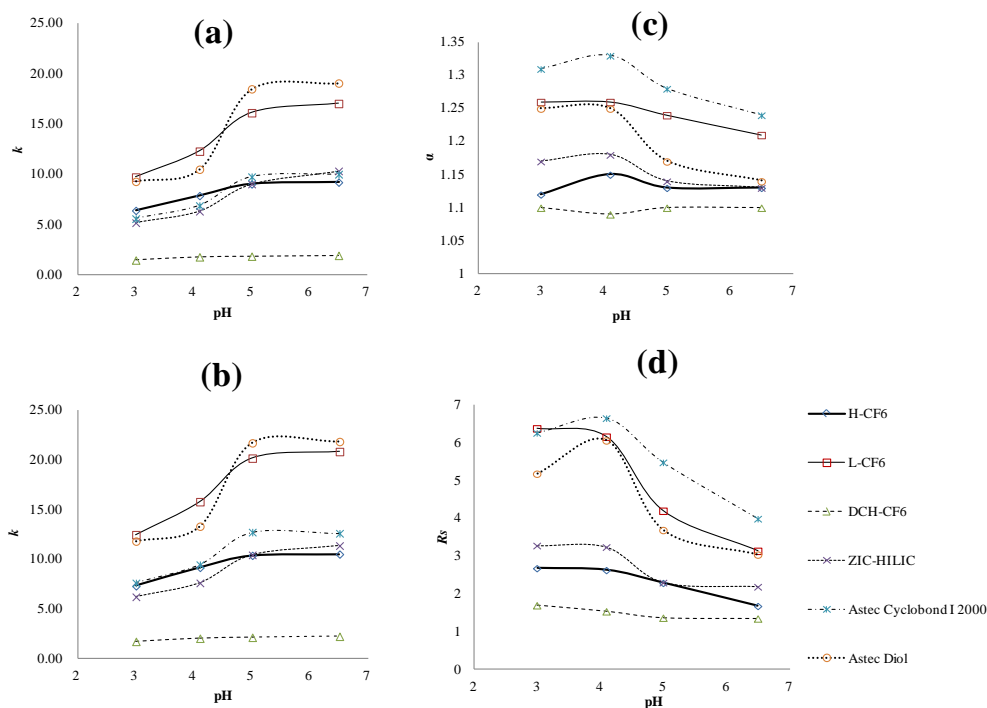 (a)
25.00
20.00
15.00
10.00
5.00
0.00
k
2 3 4 5 6 7
pH
(c)
1.35
1.3
1.25
1.2
1.15
1.1
1.05
1
α
2 3 4 5 6 7
pH
(b)
25.00
20.00
15.00
10.00
5.00
0.00
k
2 3 4 5 6 7
pH
(d)
7
6
5
4
3
2
1
0
Rs
2 3 4 5 6 7
pH
H-CF6
L-CF6
DCH-CF6
ZIC-HILIC
Astec Cyclobond I 2000
Astec Diol